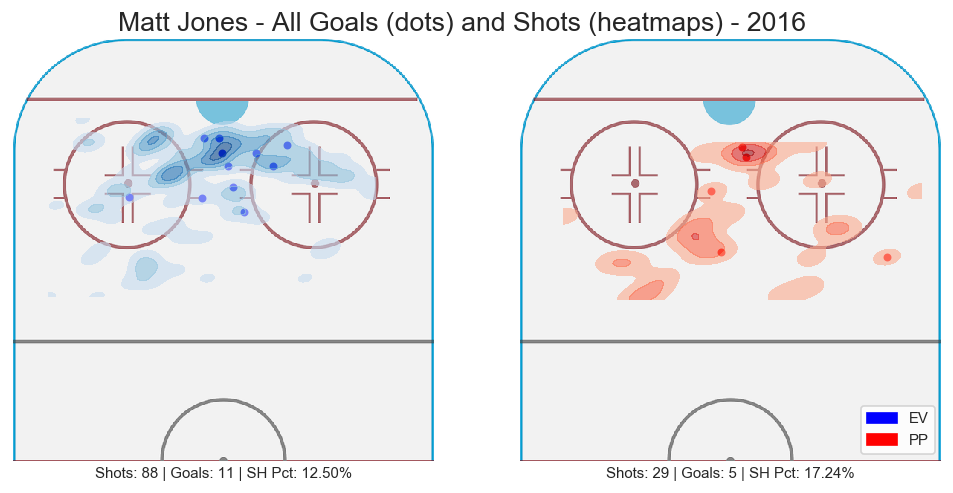 Matt Jones - All Goals (dots) and Shots (heatmaps) - 2016
EV
PP
Shots: 88 | Goals: 11 | SH Pct: 12.50%
Shots: 29 | Goals: 5 | SH Pct: 17.24%